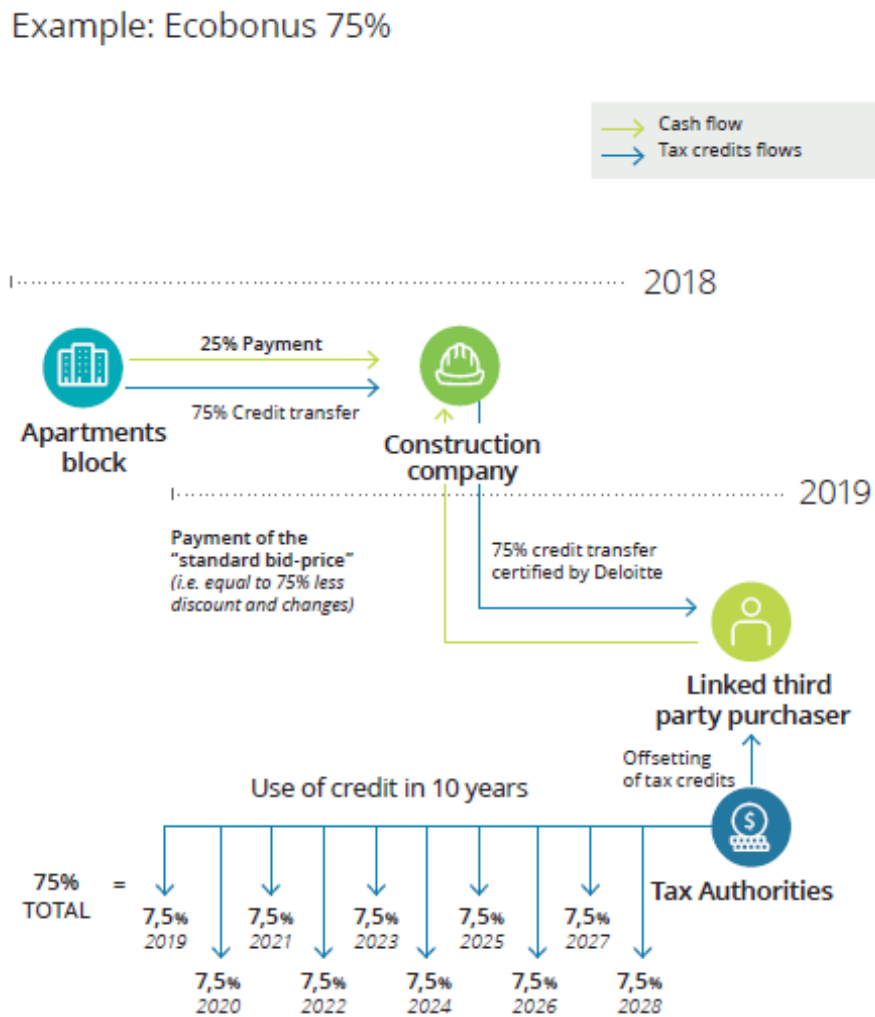 Example: Ecobonus 75%
Cash flow
Tax credits flows
2018
25% Payment
75% Credit transfer
Apartments
block
Construction
company
2019
Payment of the
“standard bid-price”
(i.e. equal to 75% less
discount and changes)
75% credit transfer
certified by Deloitte
Linked third
party purchaser
Offsetting
of tax credits
Use of credit in 10 years
$
Tax Authorities
75%
TOTAL
=
7,5%
2019
7,5%
2020
7,5%
2021
7,5%
2022
7,5%
2023
7,5%
2024
7,5%
2025
7,5%
2026
7,5%
2027
7,5%
2028